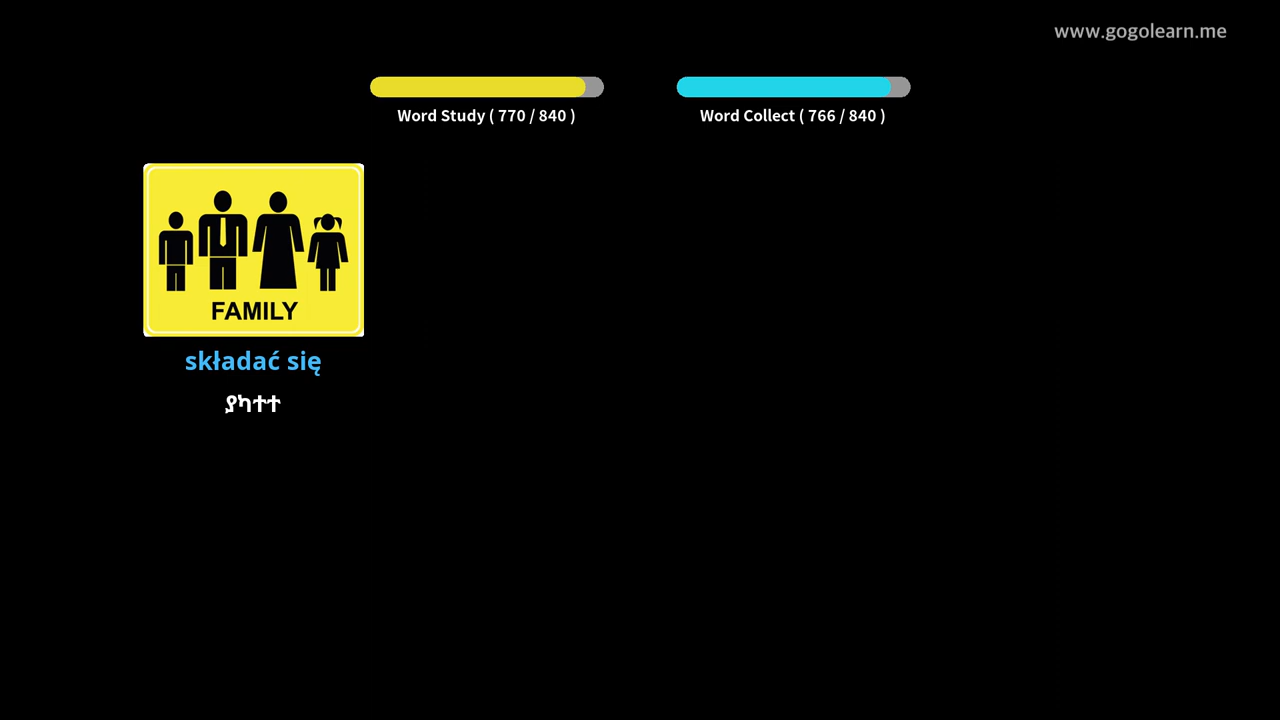 www.gogolearn.me
Word Study ( 770 / 840 )
Word Collect ( 766 / 840 )
FAMILY
składać się
ያካተተ